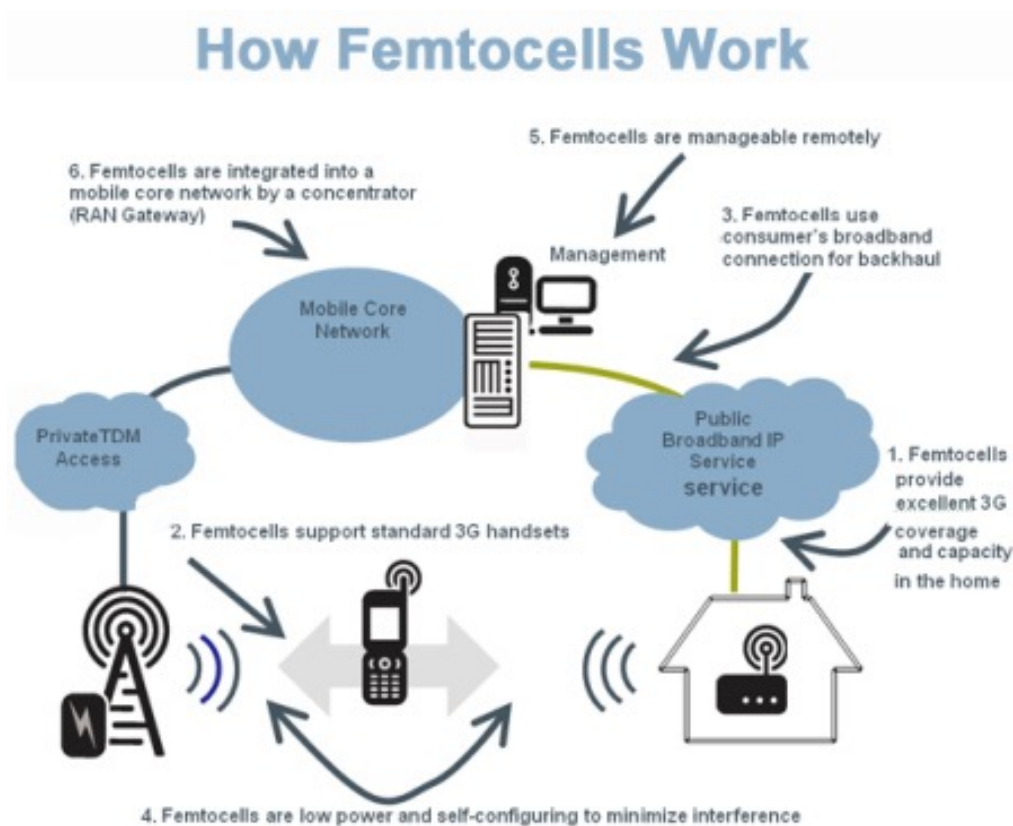 How Femtocells Work
5. Femtocells are manageable remotely
6. Femtocells are integrated into a
mobile core network by a concentrator
(RAN Gateway)
3. Femtocells use
consumer's broadband
connection for backhaul
Management
Mobile Core
Network
PrivateTDM
Access
Public
Broadband IP
Service
service
1. Femtocells
provide
excellent 3G
coverage
and capacity
in the home
2. Femtocells support standard 3G handsets
4. Femtocells are low power and self-configuring to minimize interference